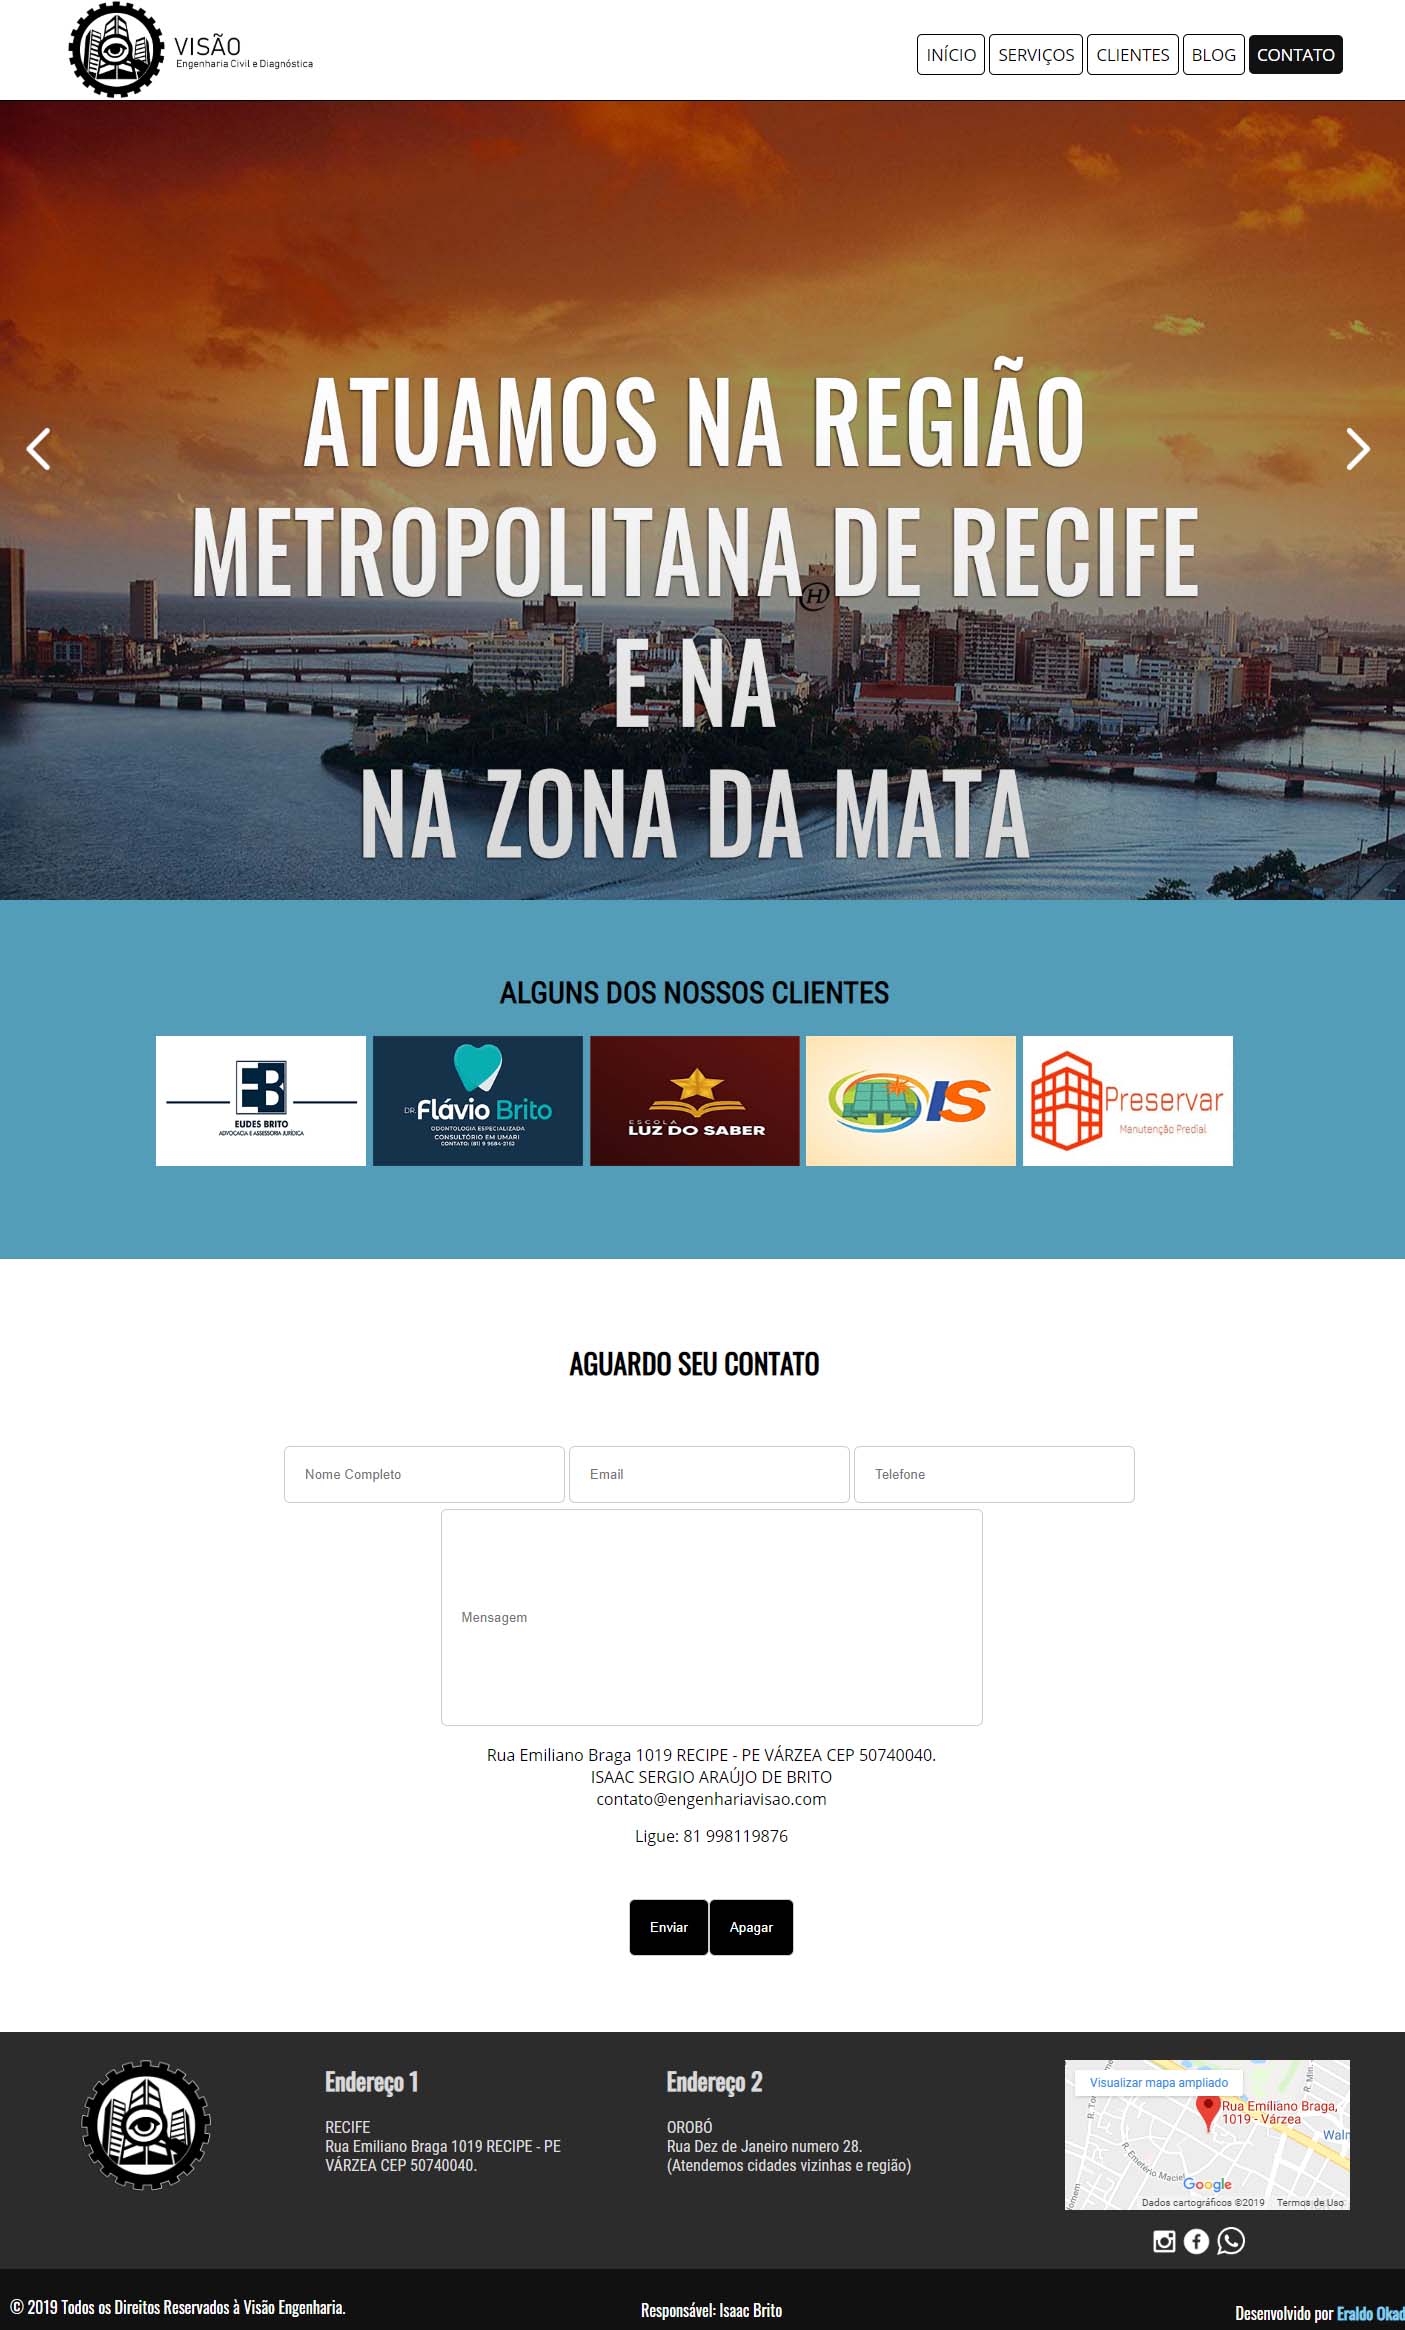 VISÃO
Engenharia Civil e Diagnóstica
INÍCIO SERVIÇOS CLIENTES BLOG CONTATO
ATUAMOS NA REGIÃO
METROPOLITANA DE RECIFE
E NA
NA ZONA DA MATA
H
ALGUNS DOS NOSSOS CLIENTES
EB
EUDES BRITO
ADVOCACIA E ASSESSORIA JURÍDICA
DR. Flávio Brito
ODONTOLOGIA ESPECIALIZADA
CONSULTÓRIO EM UMARI
CONTATO: (81) 9 9684-2162
ESCOLA
LUZ DO SABER
IS
Preservar
Manutenção Predial
AGUARDO SEU CONTATO
Nome Completo Email Telefone
Mensagem
Rua Emiliano Braga 1019 RECIPE - PE VÁRZEA CEP 50740040.
ISAAC SERGIO ARAÚJO DE BRITO
contato@engenhariavisao.com
Ligue: 81 998119876
Enviar Apagar
Endereço 1
RECIFE
Rua Emiliano Braga 1019 RECIPE - PE
VÁRZEA CEP 50740040.
Endereço 2
OROBÓ
Rua Dez de Janeiro numero 28.
(Atendemos cidades vizinhas e região)
Visualizar mapa ampliado
Rua Emiliano Braga,
1019 - Várzea
R. Min.
R. To
Waln
R. Emetério Maciel
Google
Dados cartográficos ©2019 Termos de Uso
© 2019 Todos os Direitos Reservados à Visão Engenharia.
Responsável: Isaac Brito
Desenvolvido por Eraldo Okad